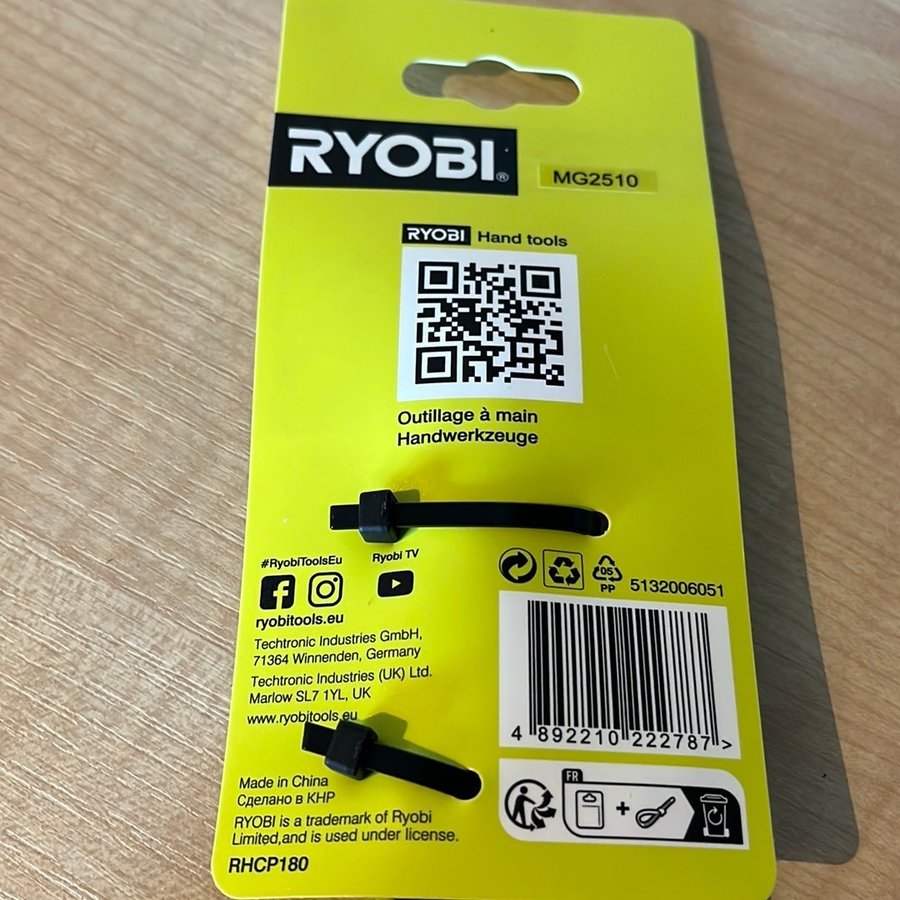 RYOBI®
MG2510
RYOBI Hand tools
Outillage à main
Handwerkzeuge
#RyobiToolsEu
Ryobi TV
ryobitools.eu
05
PP
5132006051
Techtronic Industries GmbH,
71364 Winnenden, Germany
Techtronic Industries (UK) Ltd.
Marlow SL7 1YL, UK
www.ryobitools.eu
4 892210 222787 >
FR
+
Made in China
Сделано в КНР
RYOBI is a trademark of Ryobi
Limited,and is used under license.
RHCP180